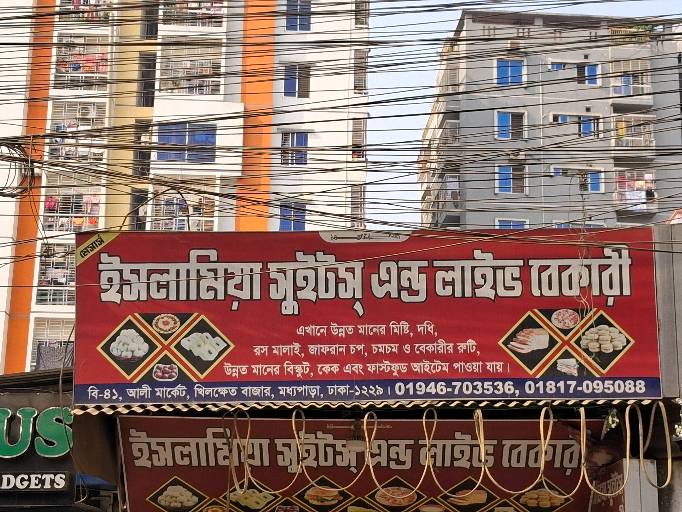 মেসার্স
ইসলামিয়া সুইটস্ এন্ড লাইভ বেকারী
এখানে উন্নত মানের মিষ্টি, দধি,
রস মালাই, জাফরান চপ, চমচম ও বেকারীর রুটি,
উন্নত মানের বিস্কুট, কেক এবং ফাস্টফুড আইটেম পাওয়া যায়।
বি-৪১, আলী মার্কেট, খিলক্ষেত বাজার, মধ্যপাড়া, ঢাকা-১২২৯। 01946-703536, 01817-095088
US
DGETS
ইসলামিয়া সুইটস্ এন্ড লাইভ বেকারী